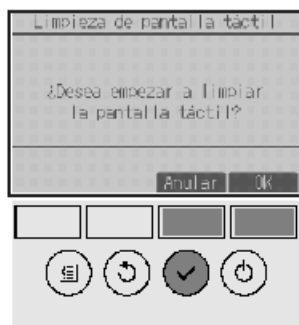 Limpieza de pantalla táctil
¿Desea empezar a limpiar
la pantalla táctil?
Anular OK